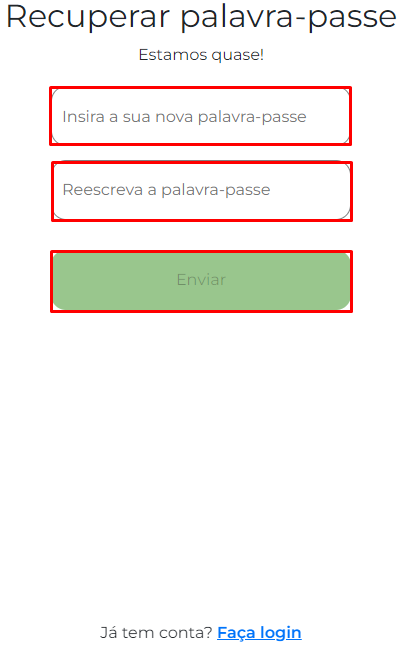 Recuperar palavra-passe
Estamos quase!
Insira a sua nova palavra-passe
Reescreva a palavra-passe
Enviar
Já tem conta? Faça login